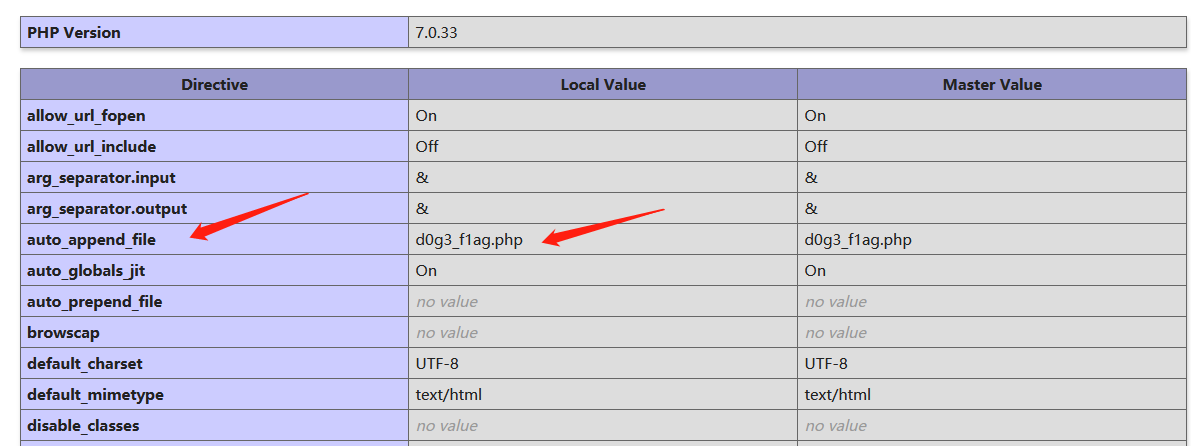 PHP Version 7.0.33
Directive Local Value Master Value
allow_url_fopen On On
allow_url_include Off Off
arg_separator.input & &
arg_separator.output & &
auto_append_file d0g3_f1ag.php d0g3_f1ag.php
auto_globals_jit On On
auto_prepend_file no value no value
browscap no value no value
default_charset UTF-8 UTF-8
default_mimetype text/html text/html
disable_classes no value no value